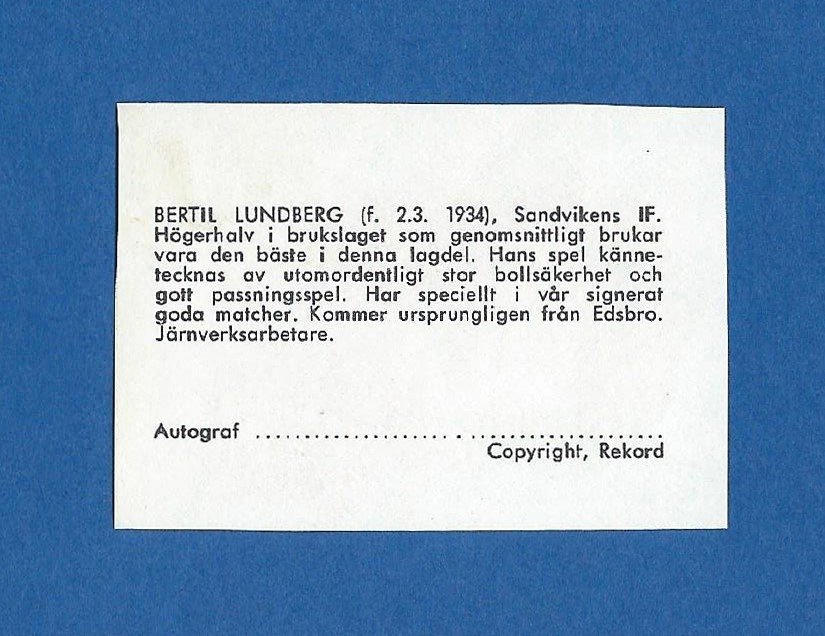 BERTIL LUNDBERG (f. 2.3. 1934), Sandvikens IF.
Högerhalv i brukslaget som genomsnittligt brukar
vara den bäste i denna lagdel. Hans spel känne-
tecknas av utomordentligt stor bollsäkerhet och
gott passningsspel. Har speciellt i vår signerat
goda matcher. Kommer ursprungligen från Edsbro.
Järnverksarbetare.
Autograf ........................................
Copyright, Rekord